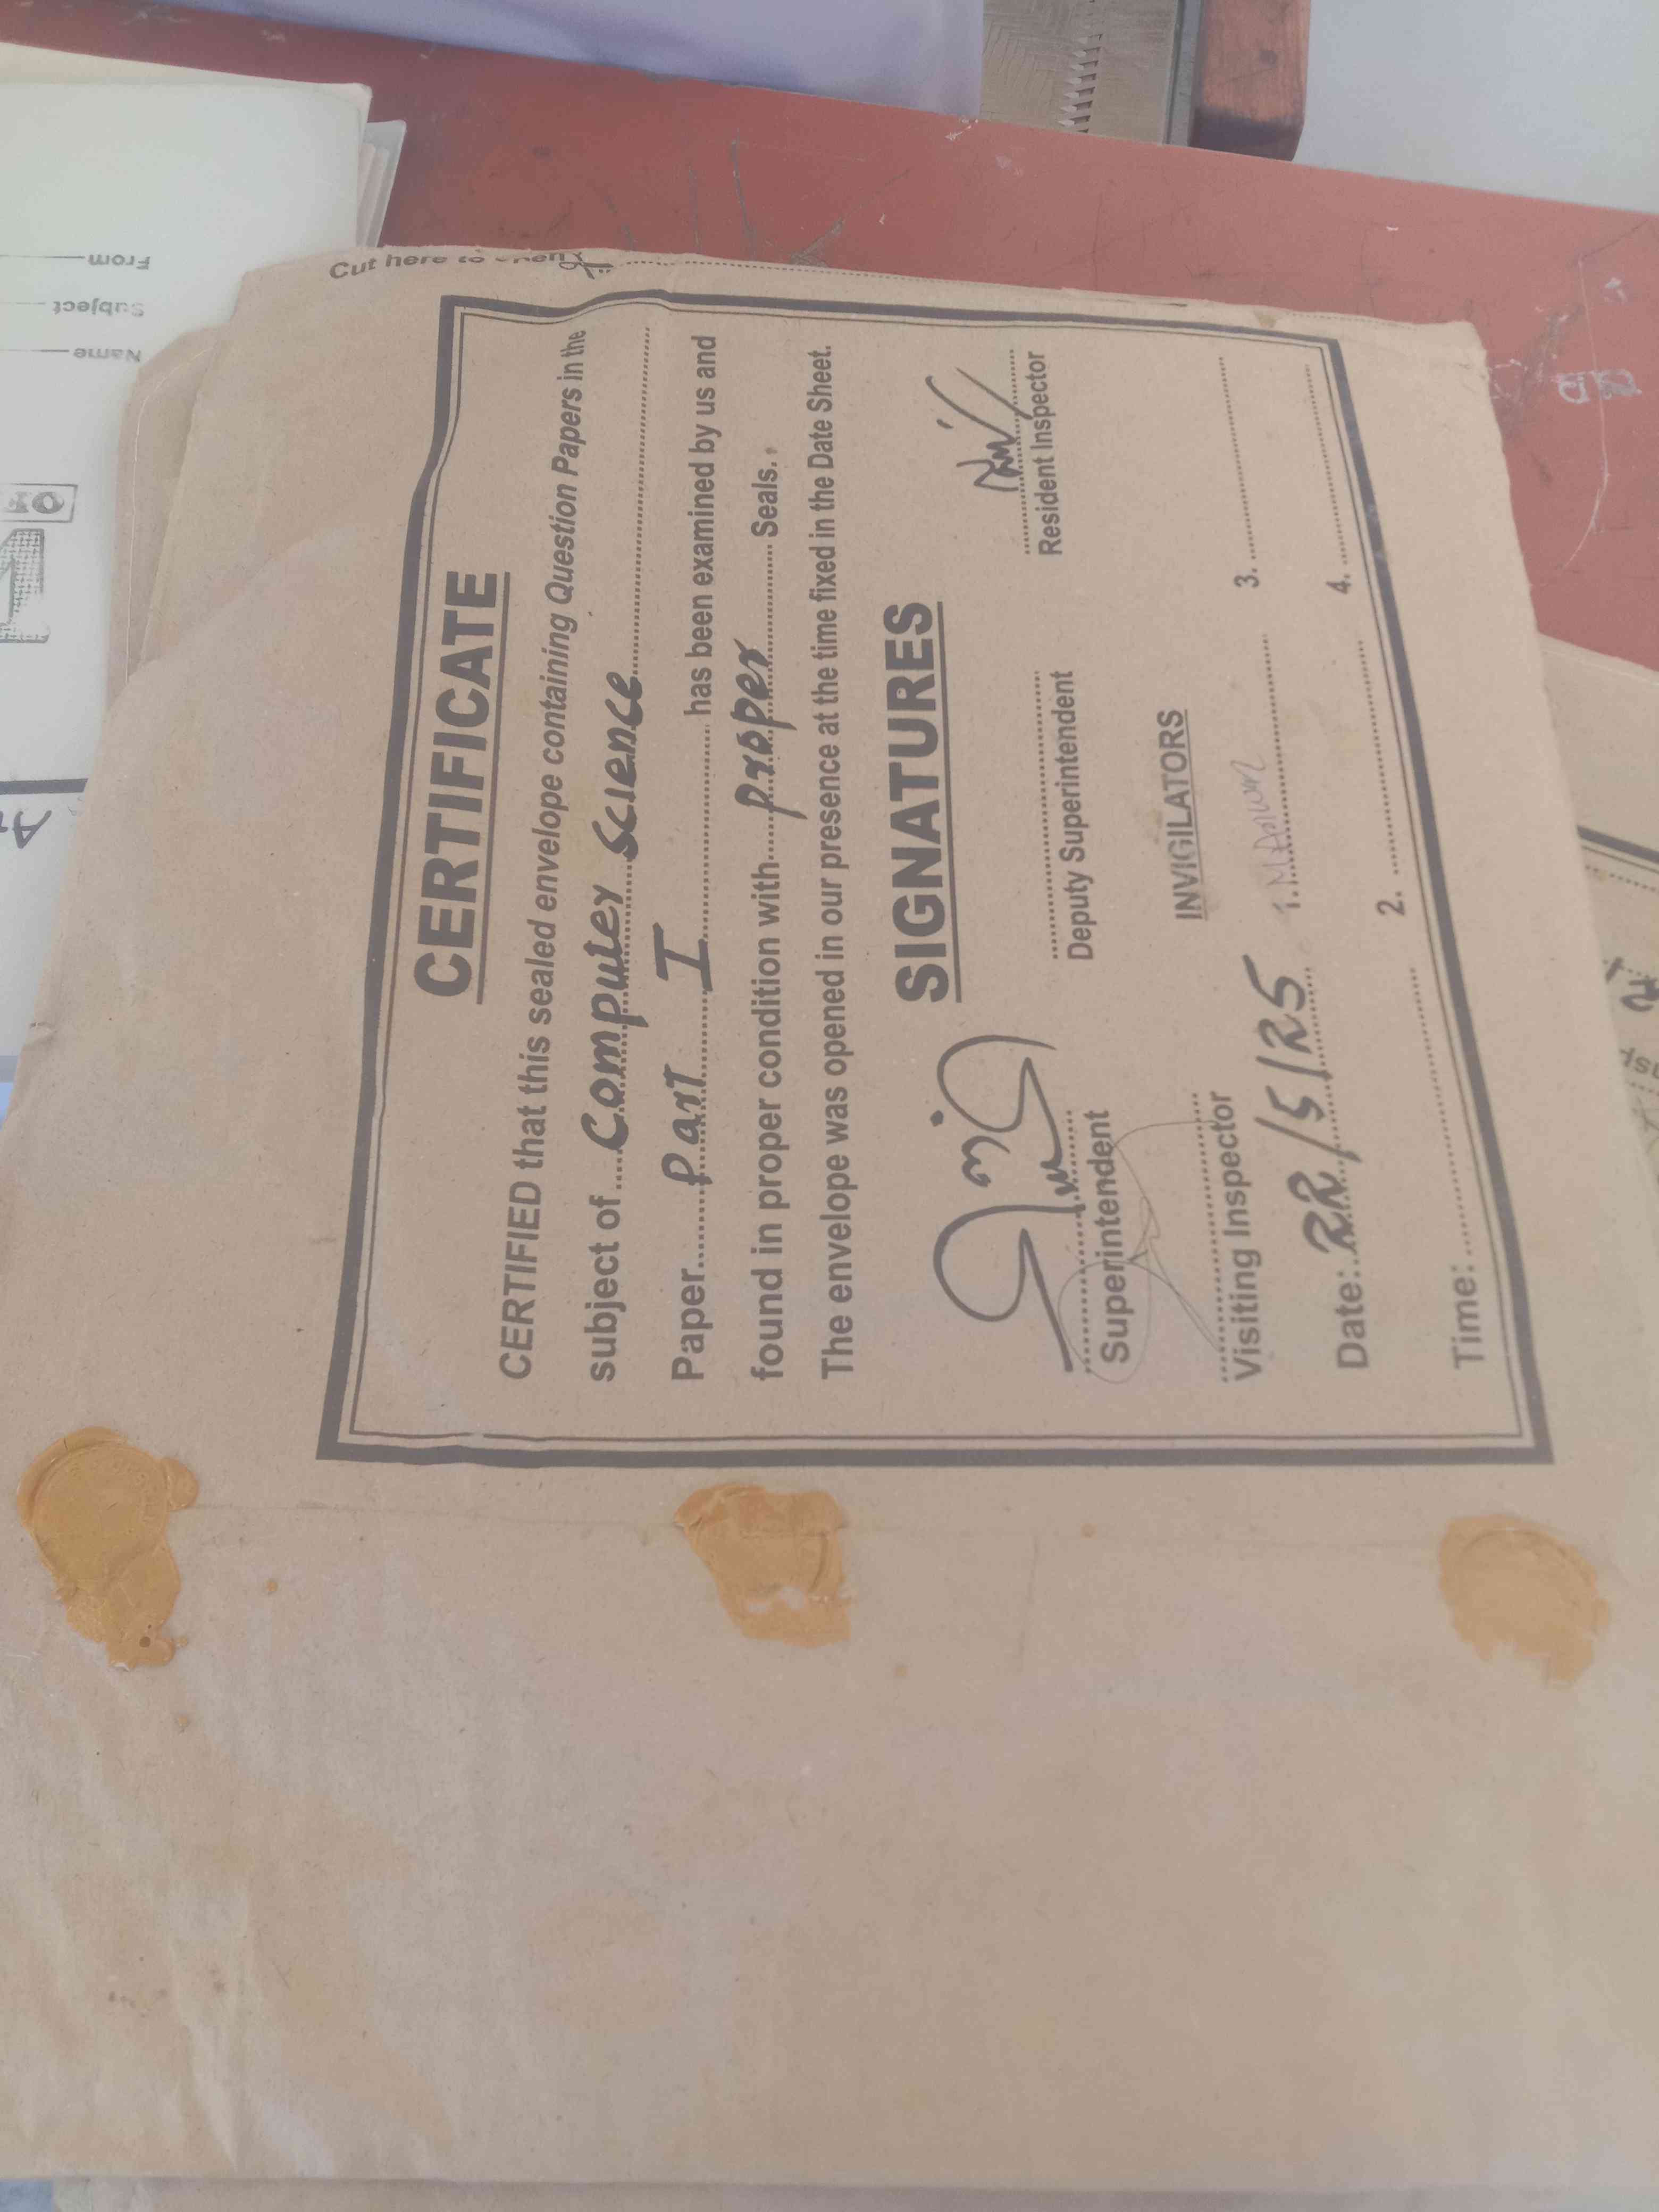 Cut here to open
CERTIFICATE
CERTIFIED that this sealed envelope containing Question Papers in the
subject of Computer Science
Paper Part I has been examined by us and
found in proper condition with proper Seals.
The envelope was opened in our presence at the time fixed in the Date Sheet.
SIGNATURES
Superintendent
Deputy Superintendent
Resident Inspector
INVIGILATORS
Visiting Inspector
1.
3.
Date: 22/5/25
2.
4.
Time:
Name
Subject
From